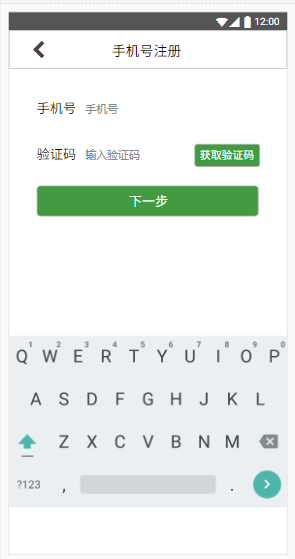 12:00
手机号注册
手机号 手机号
验证码 输入验证码 获取验证码
下一步
1 2 3 4 5 6 7 8 9 0
Q W E R T Y U I O P
A S D F G H J K L
Z X C V B N M
?123 , .